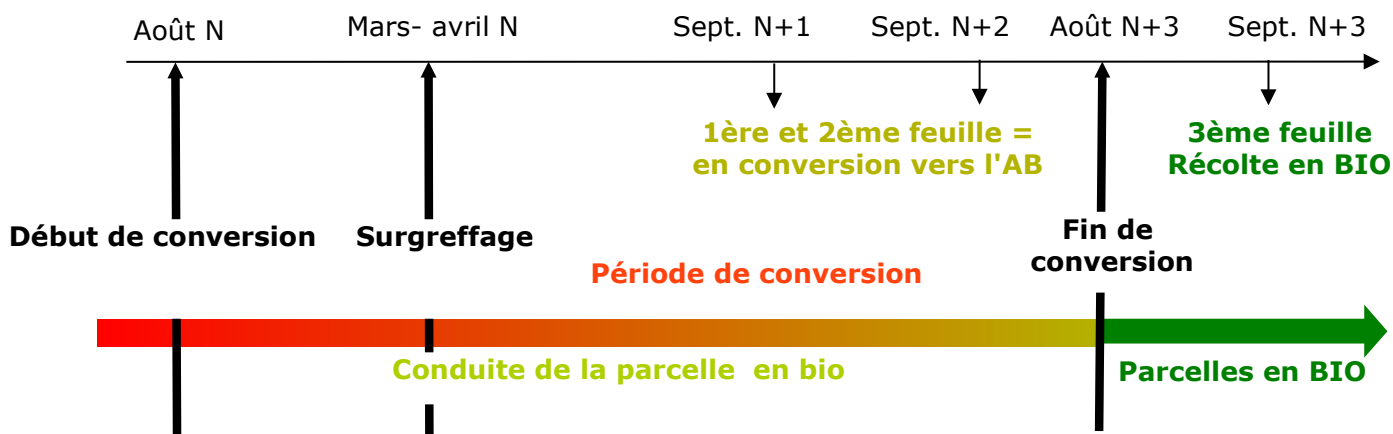 Août N
Mars- avril N
Sept. N+1
Sept. N+2
Août N+3
Sept. N+3
1ère et 2ème feuille =
en conversion vers l'AB
3ème feuille
Récolte en BIO
Début de conversion
Surgreffage
Fin de
conversion
Période de conversion
Conduite de la parcelle en bio
Parcelles en BIO